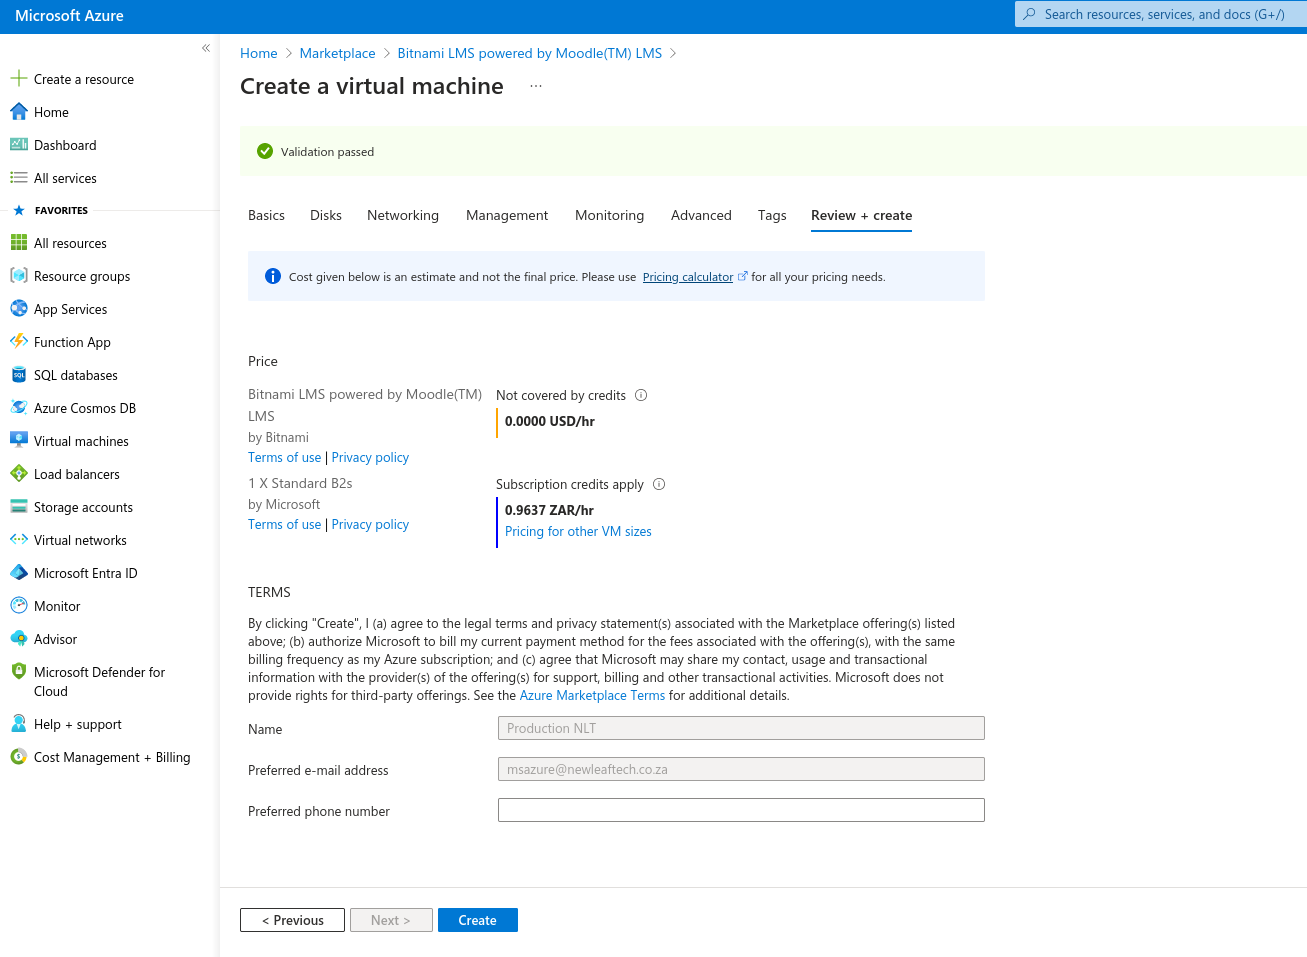 Microsoft Azure
Search resources, services, and docs (G+/)
«
Create a resource
Home
Dashboard
All services
FAVORITES
All resources
Resource groups
App Services
Function App
SQL databases
Azure Cosmos DB
Virtual machines
Load balancers
Storage accounts
Virtual networks
Microsoft Entra ID
Monitor
Advisor
Microsoft Defender for
Cloud
Help + support
Cost Management + Billing
Home > Marketplace > Bitnami LMS powered by Moodle(TM) LMS >
Create a virtual machine ...
Validation passed
Basics Disks Networking Management Monitoring Advanced Tags Review + create
Cost given below is an estimate and not the final price. Please use Pricing calculator for all your pricing needs.
Price
Bitnami LMS powered by Moodle(TM)
LMS
by Bitnami
Terms of use | Privacy policy
Not covered by credits
0.0000 USD/hr
1 X Standard B2s
by Microsoft
Terms of use | Privacy policy
Subscription credits apply
0.9637 ZAR/hr
Pricing for other VM sizes
TERMS
By clicking "Create", I (a) agree to the legal terms and privacy statement(s) associated with the Marketplace offering(s) listed
above; (b) authorize Microsoft to bill my current payment method for the fees associated with the offering(s), with the same
billing frequency as my Azure subscription; and (c) agree that Microsoft may share my contact, usage and transactional
information with the provider(s) of the offering(s) for support, billing and other transactional activities. Microsoft does not
provide rights for third-party offerings. See the Azure Marketplace Terms for additional details.
Name
Production NLT
Preferred e-mail address
msazure@newleaftech.co.za
Preferred phone number
< Previous
Next >
Create